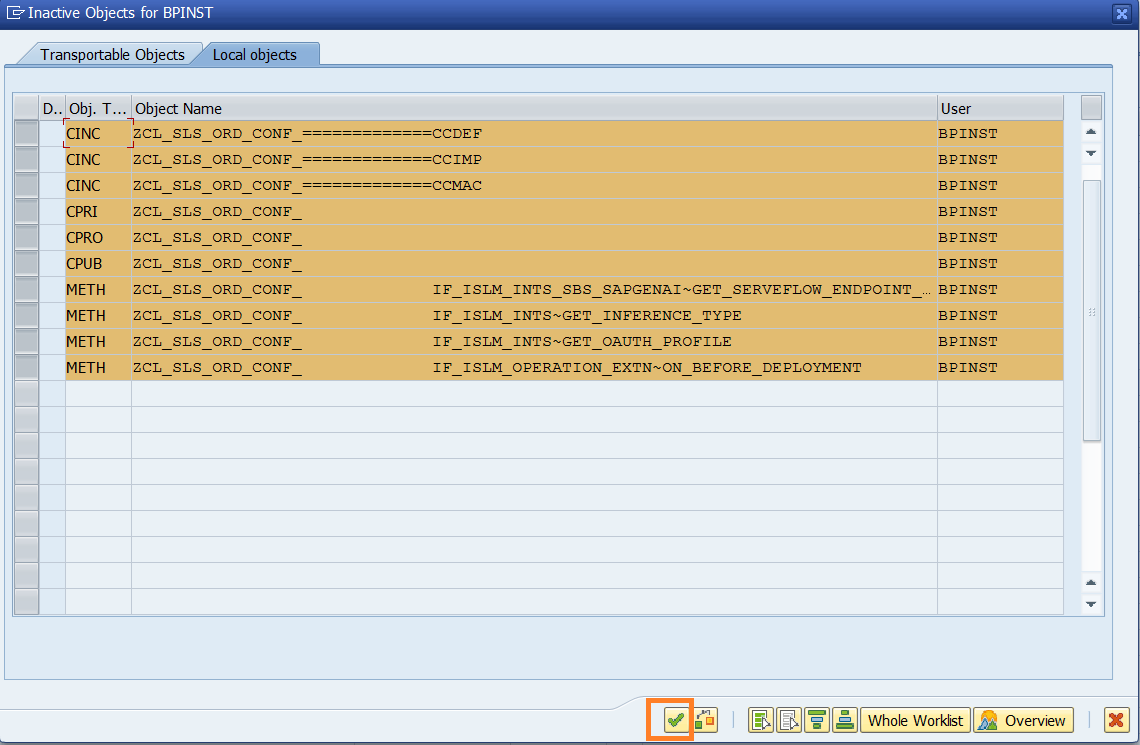 Inactive Objects for BPINST
Transportable Objects Local objects
D.. Obj. T... Object Name User
CINC ZCL_SLS_ORD_CONF_=============CCDEF BPINST
CINC ZCL_SLS_ORD_CONF_=============CCIMP BPINST
CINC ZCL_SLS_ORD_CONF_=============CCMAC BPINST
CPRI ZCL_SLS_ORD_CONF_ BPINST
CPRO ZCL_SLS_ORD_CONF_ BPINST
CPUB ZCL_SLS_ORD_CONF_ BPINST
METH ZCL_SLS_ORD_CONF_ IF_ISLM_INTS_SBS_SAPGENAI~GET_SERVEFLOW_ENDPOINT_... BPINST
METH ZCL_SLS_ORD_CONF_ IF_ISLM_INTS~GET_INFERENCE_TYPE BPINST
METH ZCL_SLS_ORD_CONF_ IF_ISLM_INTS~GET_OAUTH_PROFILE BPINST
METH ZCL_SLS_ORD_CONF_ IF_ISLM_OPERATION_EXTN~ON_BEFORE_DEPLOYMENT BPINST
Whole Worklist Overview